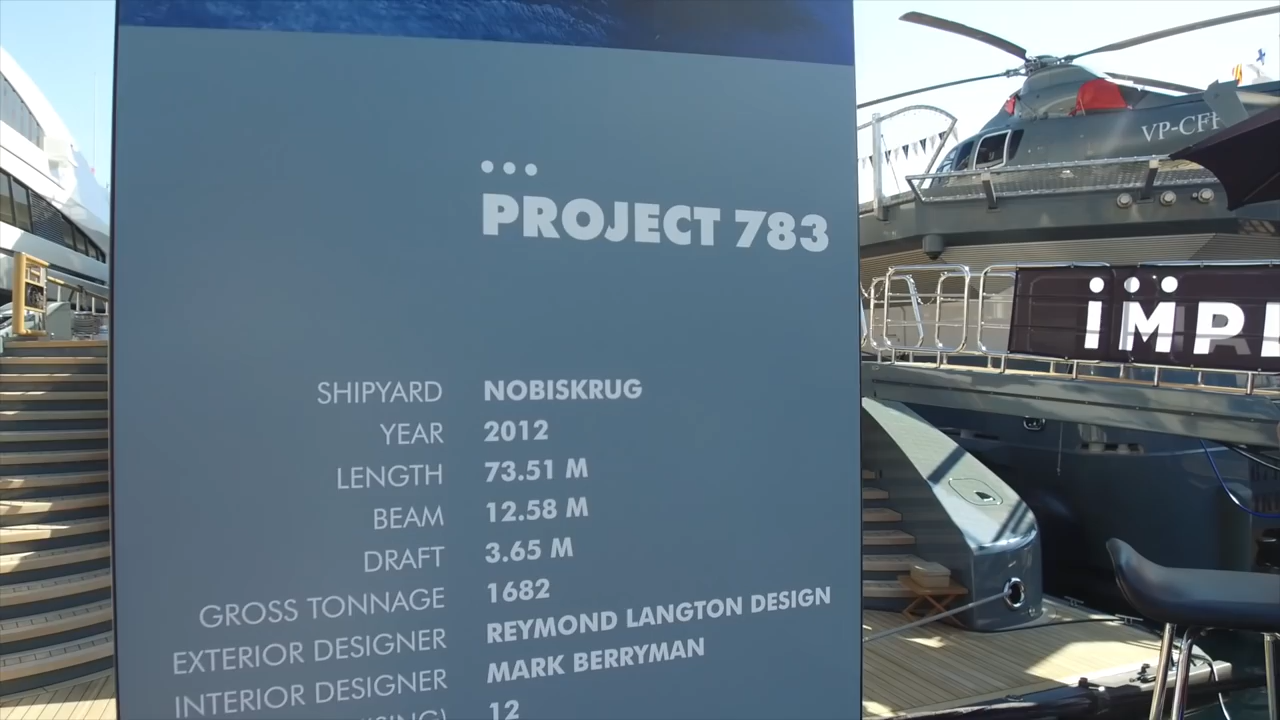 PROJECT 783
SHIPYARD NOBISKRUG
YEAR 2012
LENGTH 73.51 M
BEAM 12.58 M
DRAFT 3.65 M
GROSS TONNAGE 1682
EXTERIOR DESIGNER REYMOND LANGTON DESIGN
INTERIOR DESIGNER MARK BERRYMAN
12
VP-CF
IMP